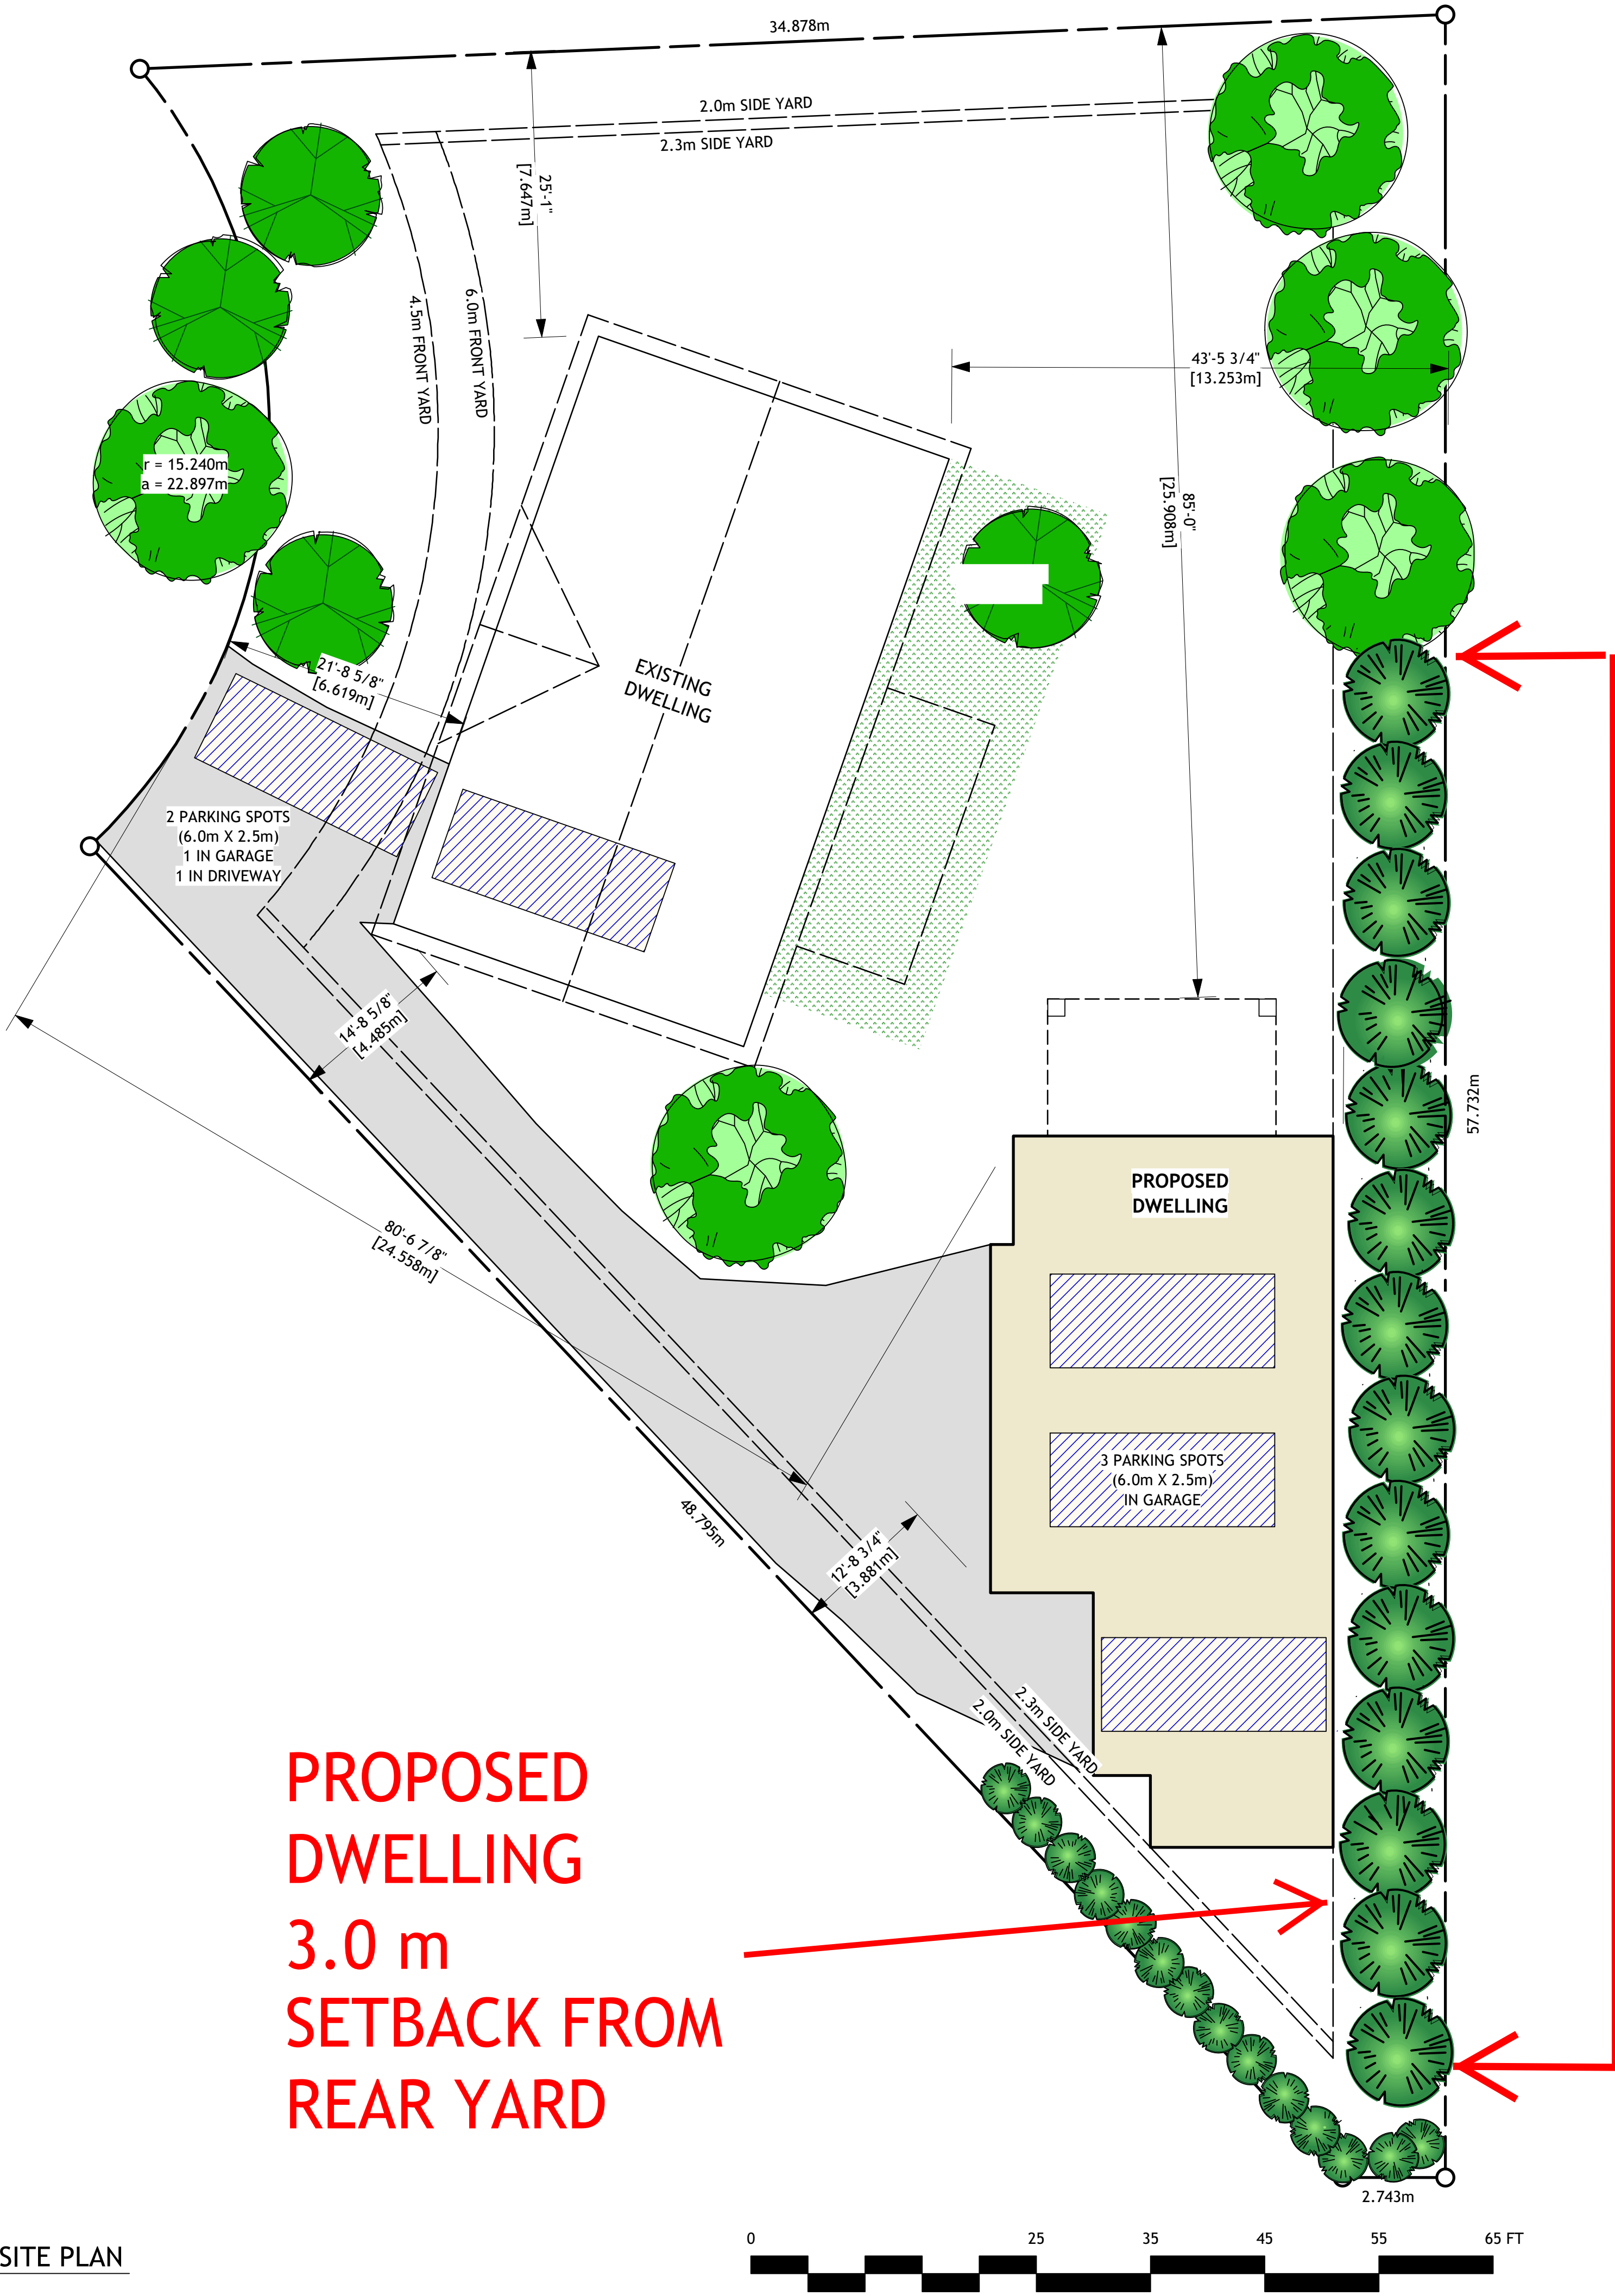 34.878m
2.0m SIDE YARD
2.3m SIDE YARD
25'-1"
[7.647m]
4.5m FRONT YARD
6.0m FRONT YARD
43'-5 3/4"
[13.253m]
r = 15.240m
a = 22.897m
85'-0"
[25.908m]
21'-8 5/8"
[6.619m]
EXISTING
DWELLING
2 PARKING SPOTS
(6.0m X 2.5m)
1 IN GARAGE
1 IN DRIVEWAY
14'-8 5/8"
[4.485m]
57.732m
PROPOSED
DWELLING
80'-6 7/8"
[24.558m]
3 PARKING SPOTS
(6.0m X 2.5m)
IN GARAGE
48.795m
12'-8 3/4"
[3.881m]
2.3m SIDE YARD
2.0m SIDE YARD
PROPOSED
DWELLING
3.0 m
SETBACK FROM
REAR YARD
2.743m
SITE PLAN
0 25 35 45 55 65 FT